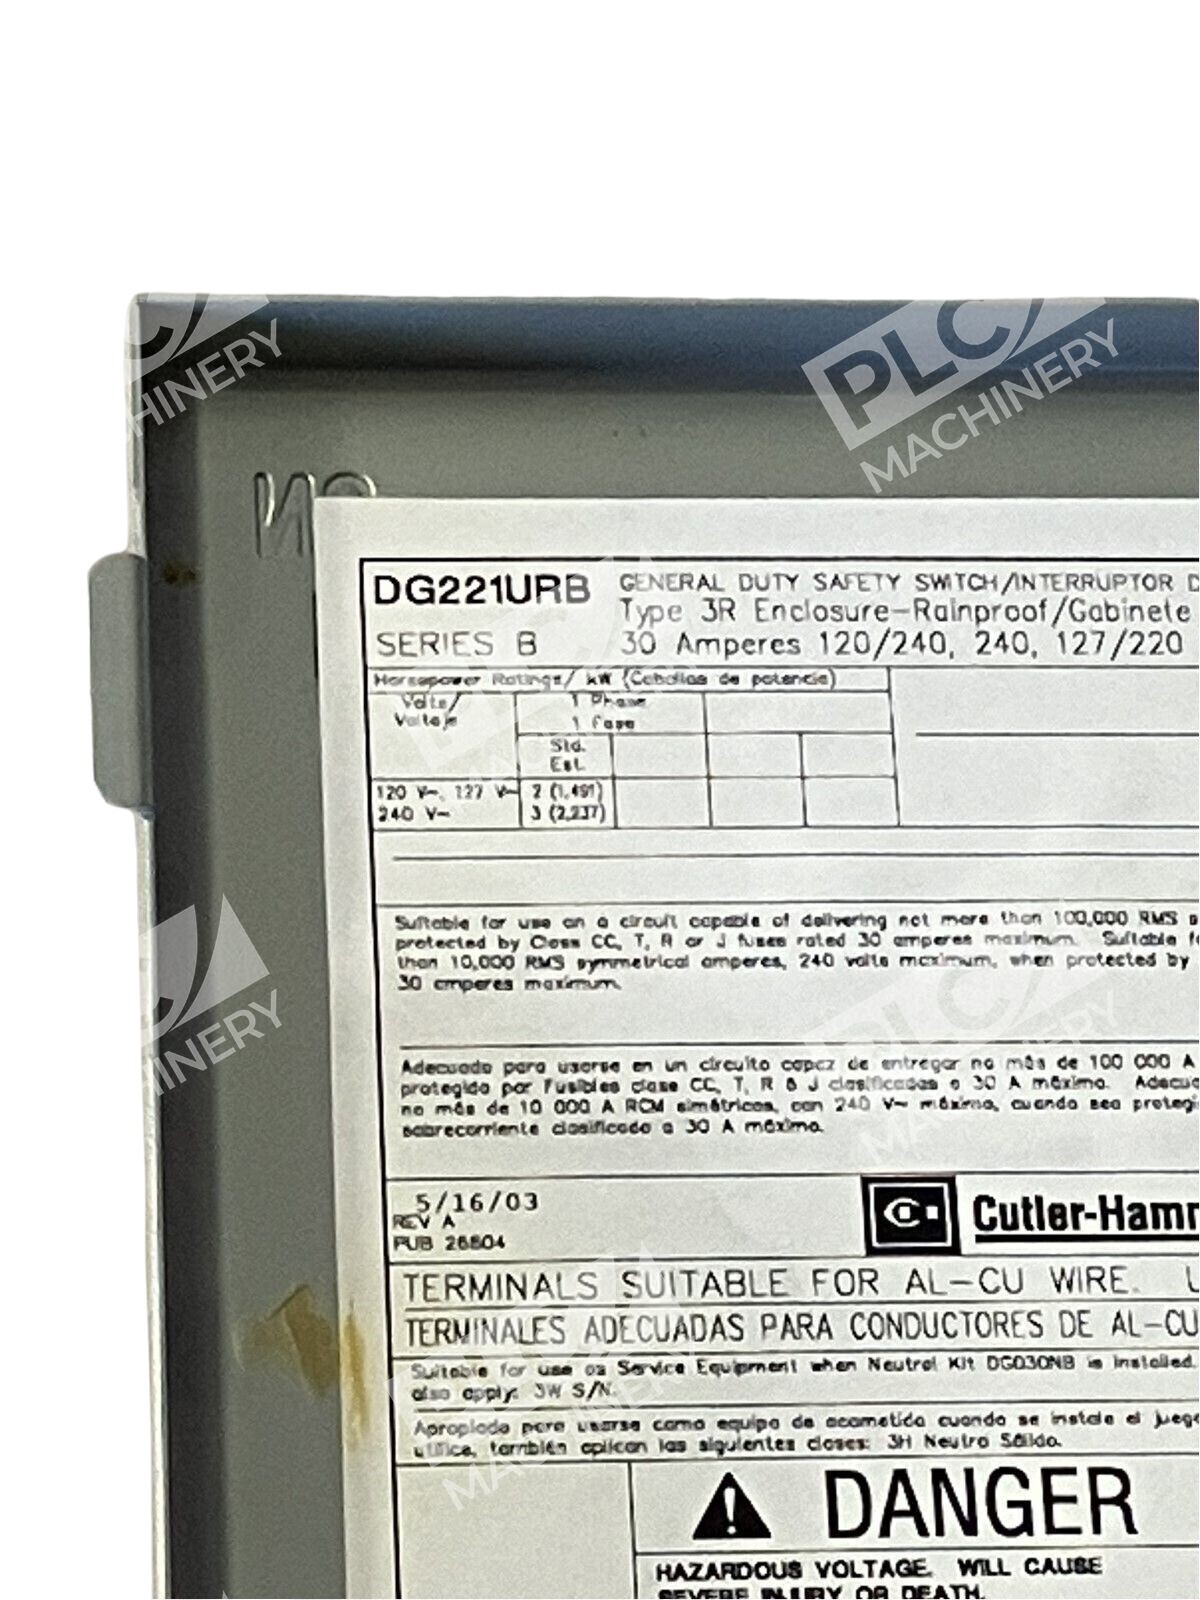 DG221URB
GENERAL DUTY SAFETY SWITCH/INTERRUPTOR D
Type 3R Enclosure-Rainproof/Gabinete
SERIES B
30 Amperes 120/240, 240, 127/220
Horsepower Ratings/ kW (Caballos de potencia)
Volts/
Voltaje
1 Phase
1 Fase
Std.
Est.
120 V~, 127 V~ 2 (1,491)
240 V~ 3 (2,237)
Suitable for use on a circuit capable of delivering not more than 100,000 RMS s
protected by Class CC, T, R or J fuses rated 30 amperes maximum. Suitable f
than 10,000 RMS symmetrical amperes, 240 volts maximum, when protected by
30 amperes maximum.
Adecuado para usarse en un circuito capaz de entregar no más de 100 000 A
protegido por Fusibles clase CC, T, R ó J clasificadas a 30 A máximo. Adecua
no más de 10 000 A RCM simétricos, con 240 V~ máximo, cuando sea protegi
sobrecorriente clasificado a 30 A máximo.
5/16/03
REV A
PUB 26804
Cutler-Hamm
TERMINALS SUITABLE FOR AL-CU WIRE. U
TERMINALES ADECUADAS PARA CONDUCTORES DE AL-CU
Suitable for use as Service Equipment when Neutral Kit DG030NB is installed.
also apply: 3W S/N.
Apropiado para usarse como equipo de acometida cuando se instale el juego
utilice, también aplican las siguientes clases: 3H Neutro Sólido.
DANGER
HAZARDOUS VOLTAGE. WILL CAUSE
SEVERE INJURY OR DEATH.
PLC
MACHINERY